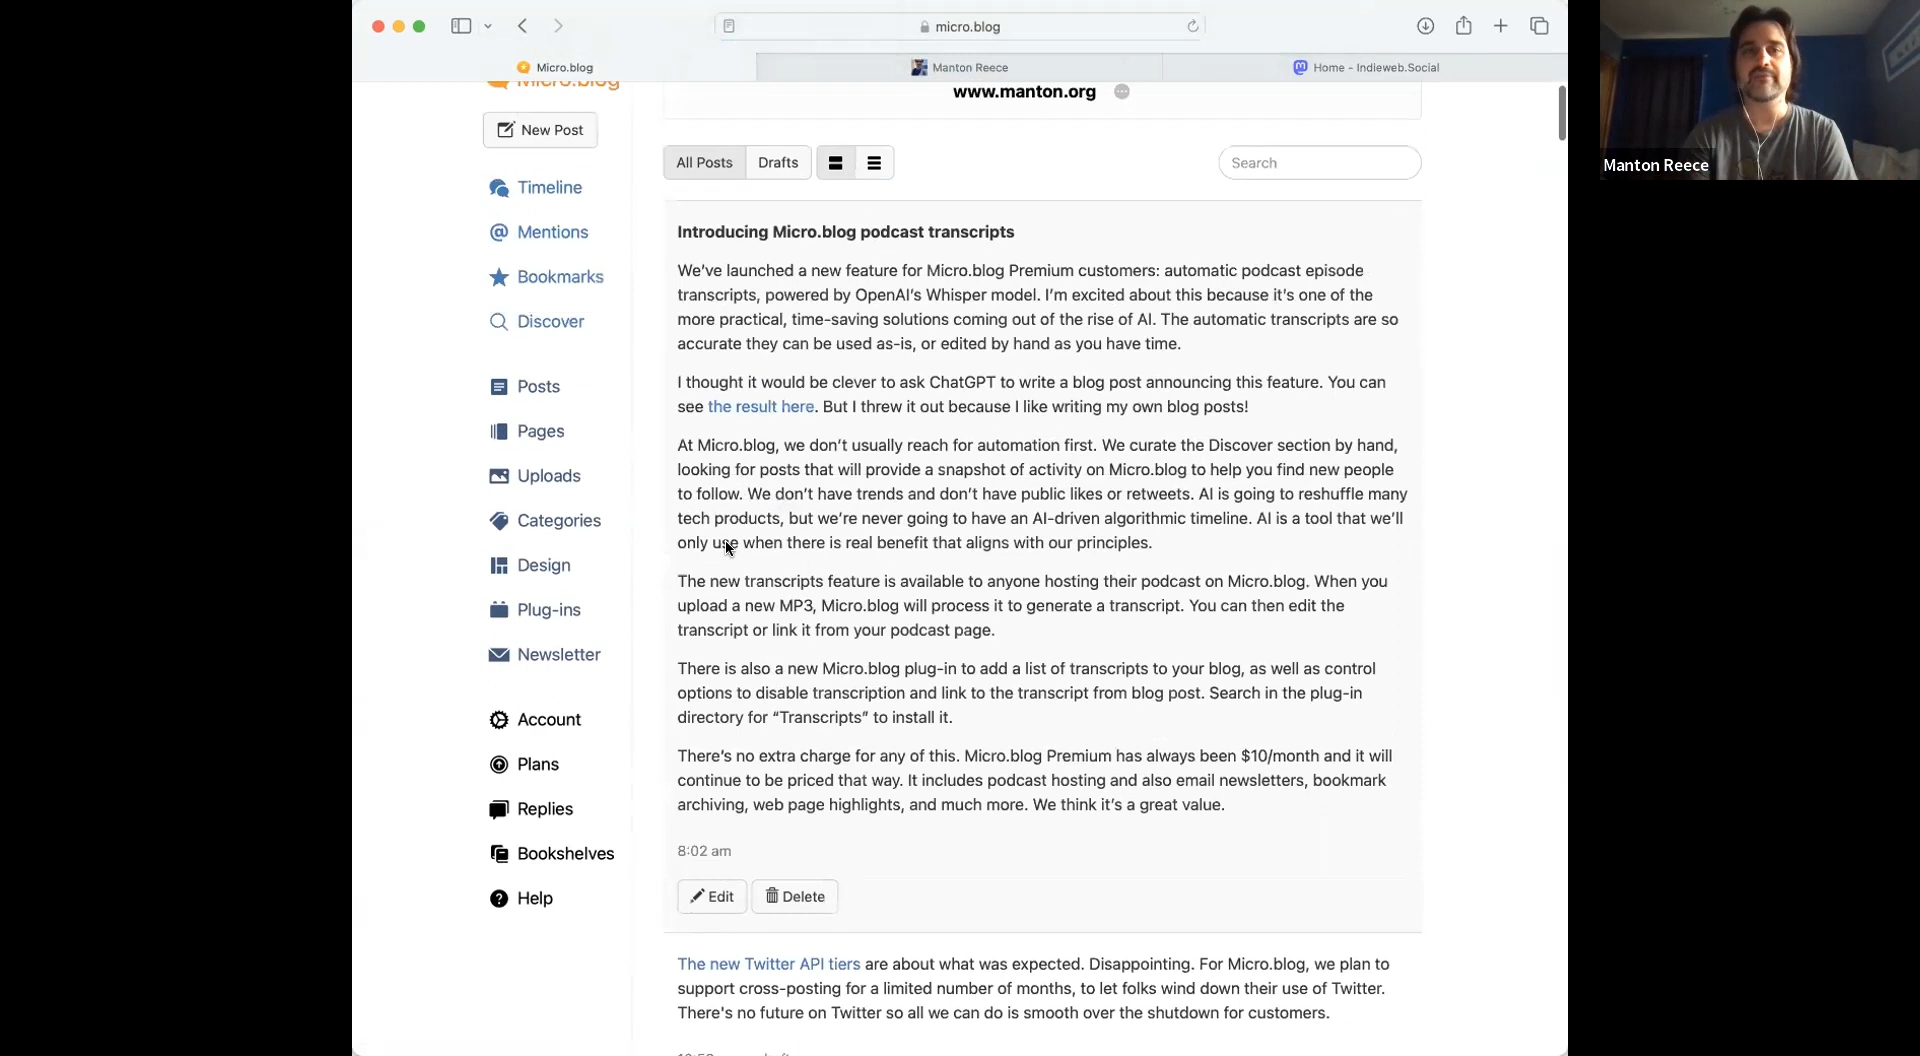 micro.blog
Micro.blog
Manton Reece
Home - Indieweb.Social
Micro.blog
www.manton.org
New Post
Timeline
Mentions
Bookmarks
Discover
Posts
Pages
Uploads
Categories
Design
Plug-ins
Newsletter
Account
Plans
Replies
Bookshelves
Help
All Posts
Drafts
Search
Introducing Micro.blog podcast transcripts
We’ve launched a new feature for Micro.blog Premium customers: automatic podcast episode
transcripts, powered by OpenAI’s Whisper model. I’m excited about this because it’s one of the
more practical, time-saving solutions coming out of the rise of AI. The automatic transcripts are so
accurate they can be used as-is, or edited by hand as you have time.
I thought it would be clever to ask ChatGPT to write a blog post announcing this feature. You can
see the result here. But I threw it out because I like writing my own blog posts!
At Micro.blog, we don’t usually reach for automation first. We curate the Discover section by hand,
looking for posts that will provide a snapshot of activity on Micro.blog to help you find new people
to follow. We don’t have trends and don’t have public likes or retweets. AI is going to reshuffle many
tech products, but we’re never going to have an AI-driven algorithmic timeline. AI is a tool that we’ll
only use when there is real benefit that aligns with our principles.
The new transcripts feature is available to anyone hosting their podcast on Micro.blog. When you
upload a new MP3, Micro.blog will process it to generate a transcript. You can then edit the
transcript or link it from your podcast page.
There is also a new Micro.blog plug-in to add a list of transcripts to your blog, as well as control
options to disable transcription and link to the transcript from blog post. Search in the plug-in
directory for “Transcripts” to install it.
There’s no extra charge for any of this. Micro.blog Premium has always been $10/month and it will
continue to be priced that way. It includes podcast hosting and also email newsletters, bookmark
archiving, web page highlights, and much more. We think it’s a great value.
8:02 am
Edit
Delete
The new Twitter API tiers are about what was expected. Disappointing. For Micro.blog, we plan to
support cross-posting for a limited number of months, to let folks wind down their use of Twitter.
There's no future on Twitter so all we can do is smooth over the shutdown for customers.
Manton Reece